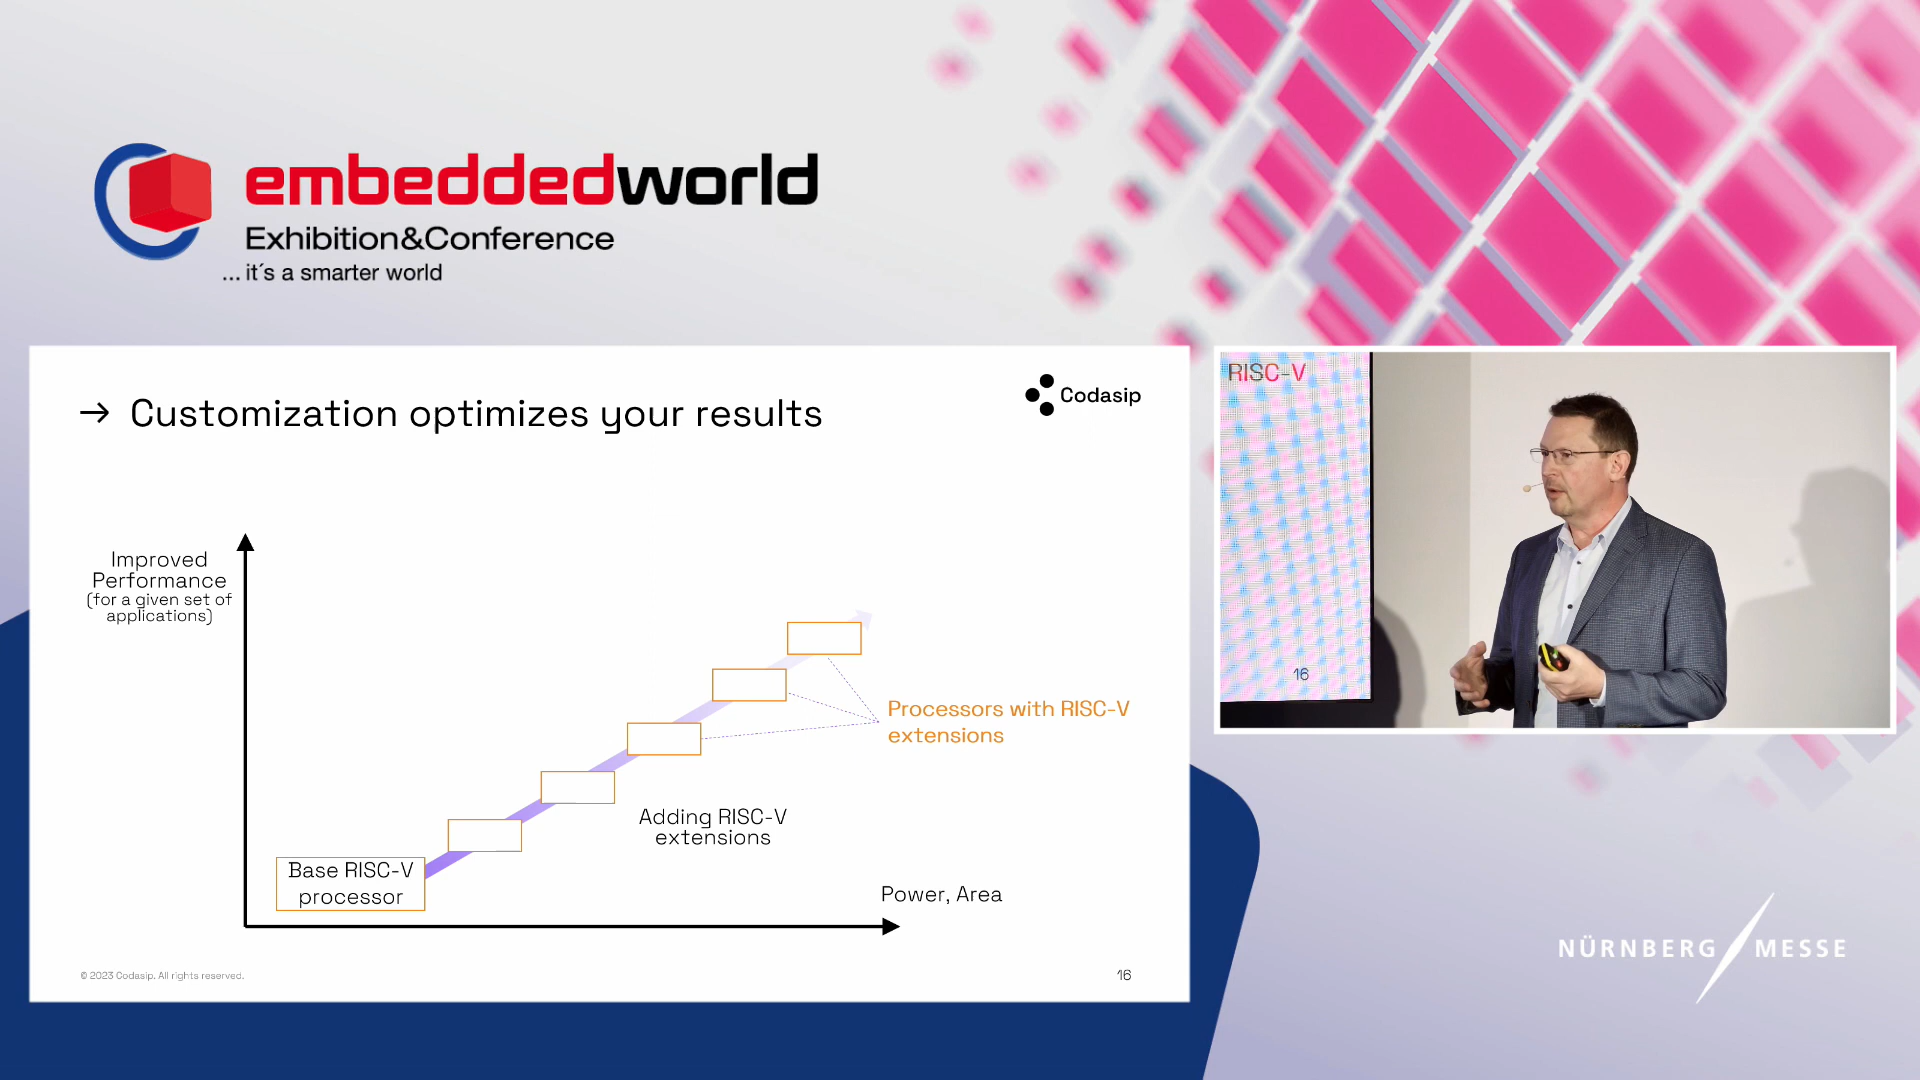 embeddedworld
Exhibition&Conference
... it´s a smarter world
→ Customization optimizes your results
Codasip
Improved
Performance
(for a given set of
applications)
Processors with RISC-V
extensions
Adding RISC-V
extensions
Base RISC-V
processor
Power, Area
© 2023 Codasip. All rights reserved.
16
RISC-V
16
NÜRNBERG MESSE